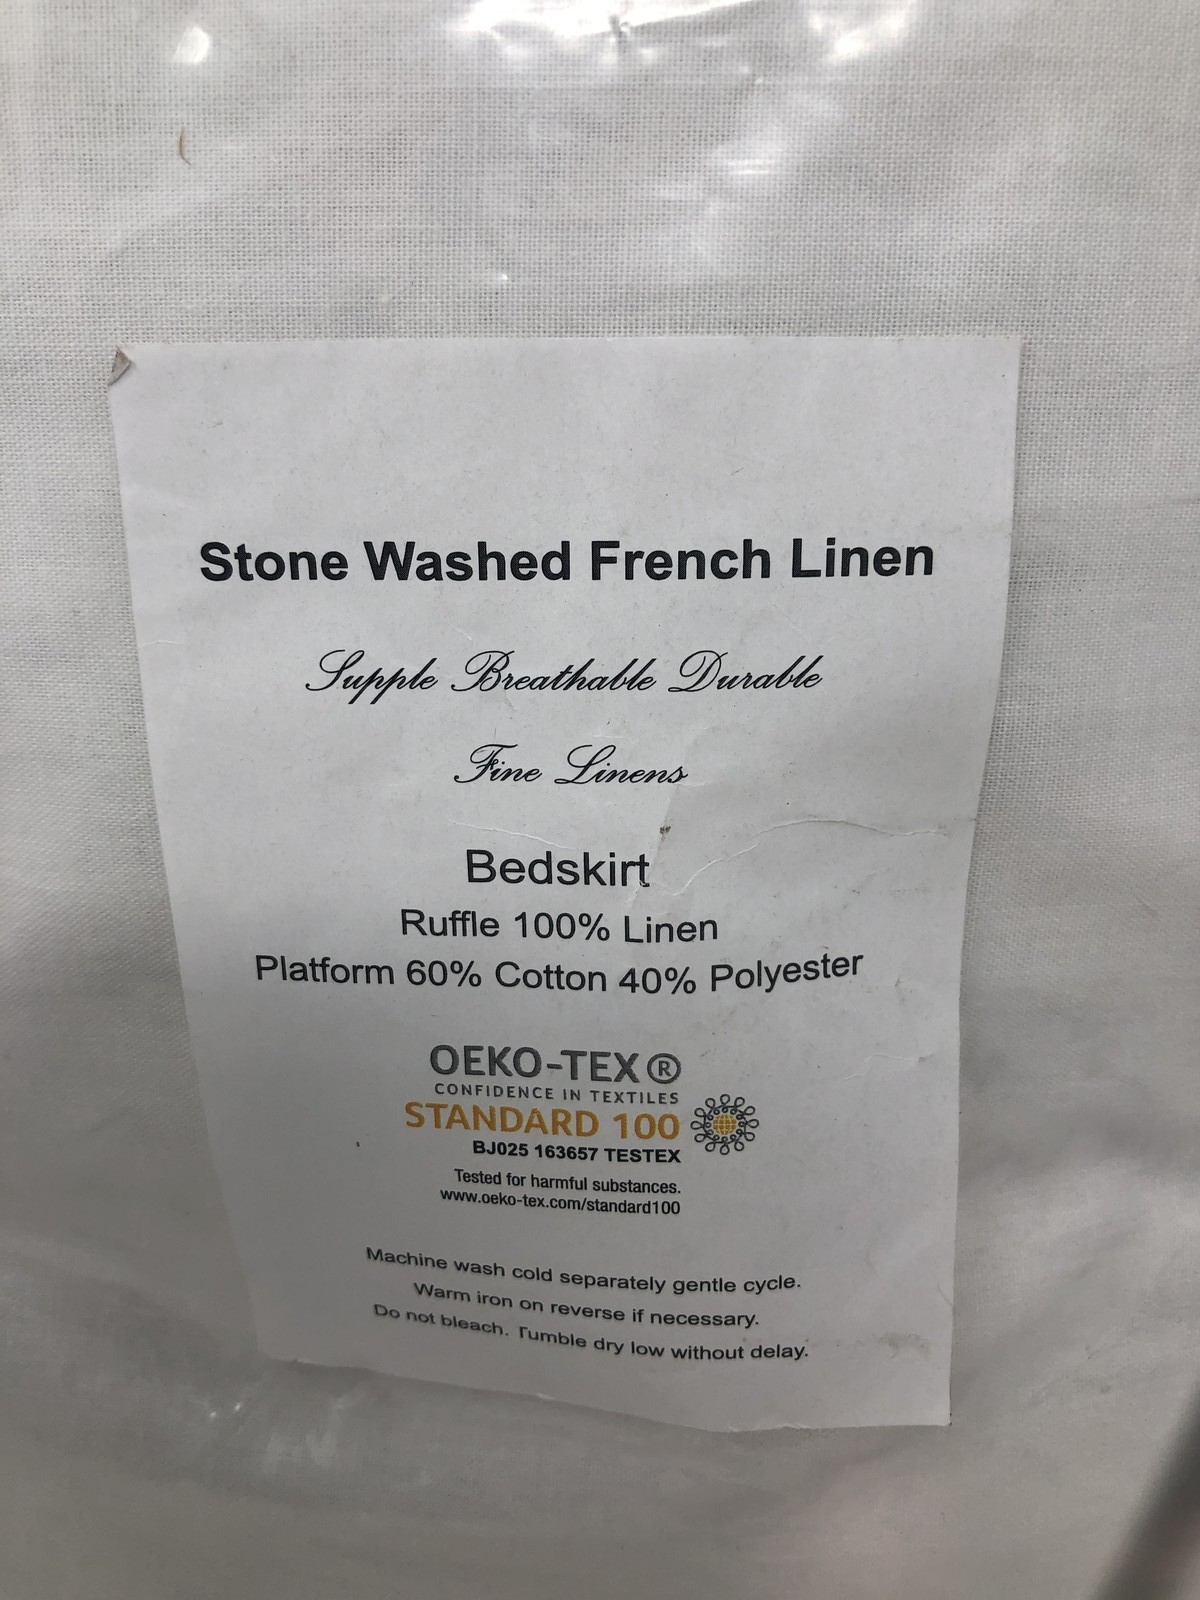 Stone Washed French Linen
Supple Breathable Durable
Fine Linens
Bedskirt
Ruffle 100% Linen
Platform 60% Cotton 40% Polyester
OEKO-TEX®
CONFIDENCE IN TEXTILES
STANDARD 100
BJ025 163657 TESTEX
Tested for harmful substances.
www.oeko-tex.com/standard100
Machine wash cold separately gentle cycle.
Warm iron on reverse if necessary.
Do not bleach. Tumble dry low without delay.